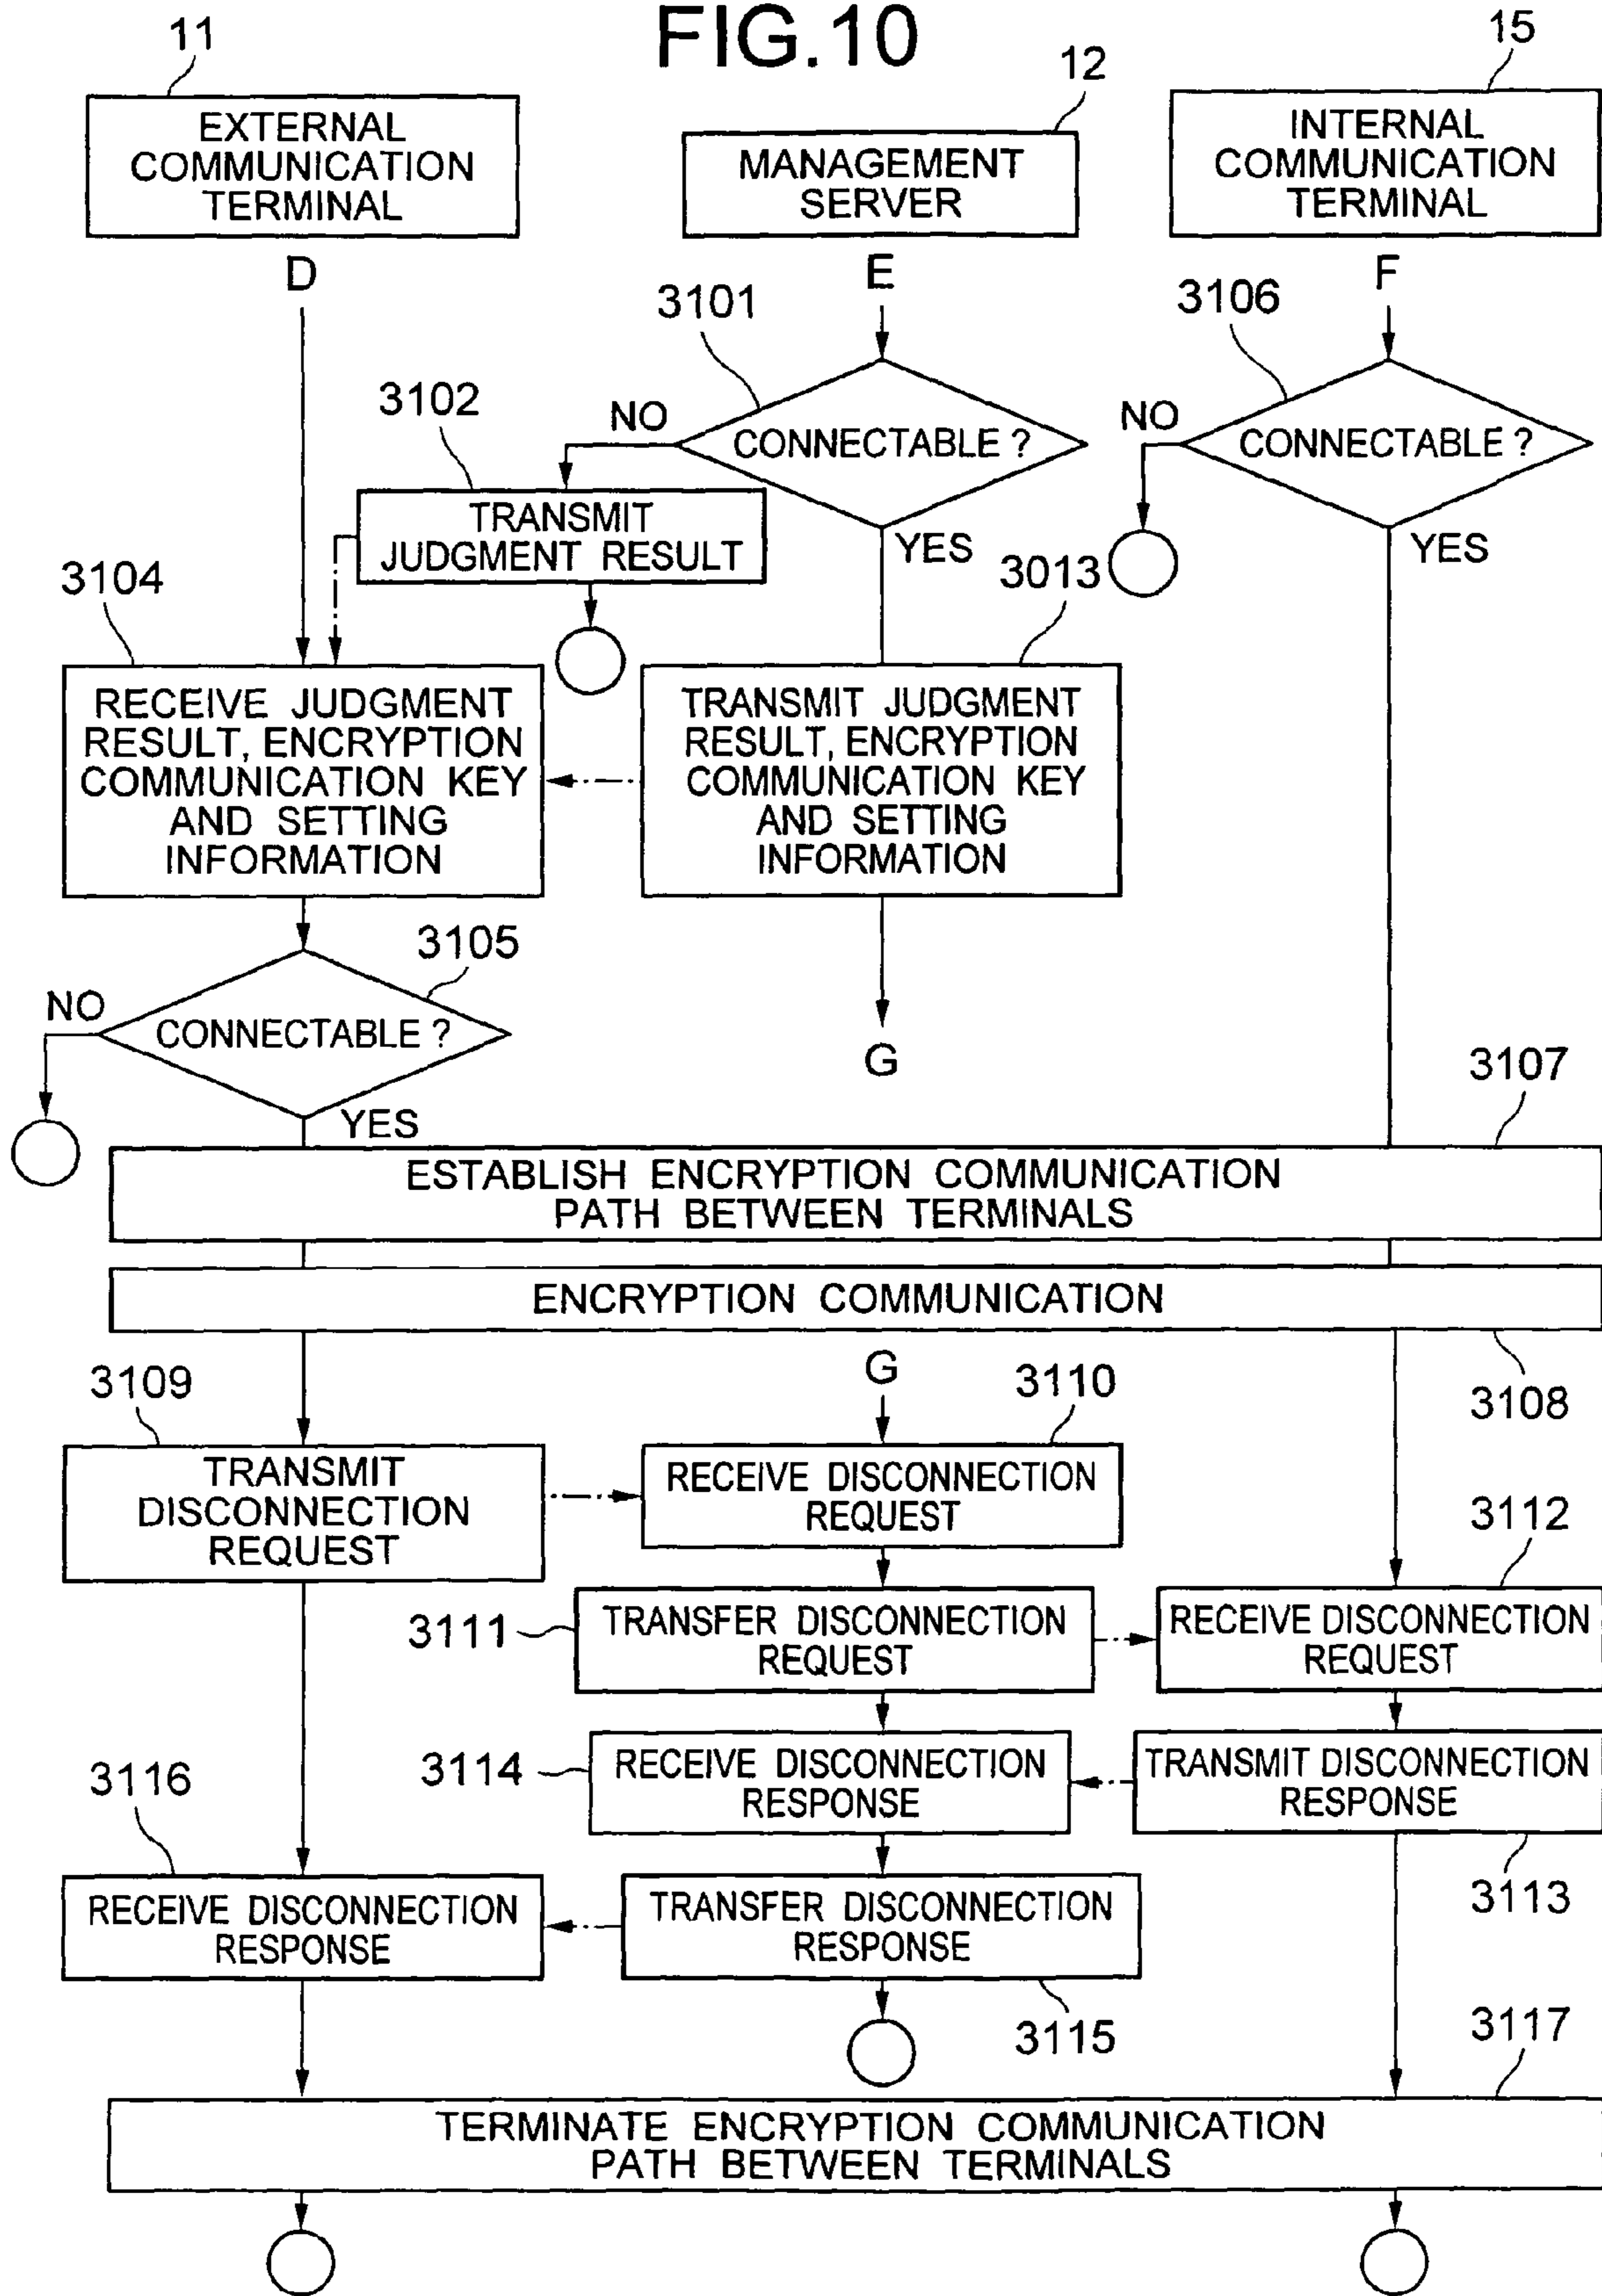 FIG.10
11
12
15
EXTERNAL
COMMUNICATION
TERMINAL
MANAGEMENT
SERVER
INTERNAL
COMMUNICATION
TERMINAL
D
E
F
3101
3106
3102
NO
CONNECTABLE ?
NO
CONNECTABLE ?
TRANSMIT
JUDGMENT RESULT
YES
YES
3104
3013
RECEIVE JUDGMENT
RESULT, ENCRYPTION
COMMUNICATION KEY
AND SETTING
INFORMATION
TRANSMIT JUDGMENT
RESULT, ENCRYPTION
COMMUNICATION KEY
AND SETTING
INFORMATION
3105
NO
CONNECTABLE ?
G
3107
YES
ESTABLISH ENCRYPTION COMMUNICATION
PATH BETWEEN TERMINALS
ENCRYPTION COMMUNICATION
3108
3109
G
3110
TRANSMIT
DISCONNECTION
REQUEST
RECEIVE DISCONNECTION
REQUEST
3112
3111
TRANSFER DISCONNECTION
REQUEST
RECEIVE DISCONNECTION
REQUEST
3116
3114
RECEIVE DISCONNECTION
RESPONSE
TRANSMIT DISCONNECTION
RESPONSE
3113
RECEIVE DISCONNECTION
RESPONSE
TRANSFER DISCONNECTION
RESPONSE
3115
3117
TERMINATE ENCRYPTION COMMUNICATION
PATH BETWEEN TERMINALS